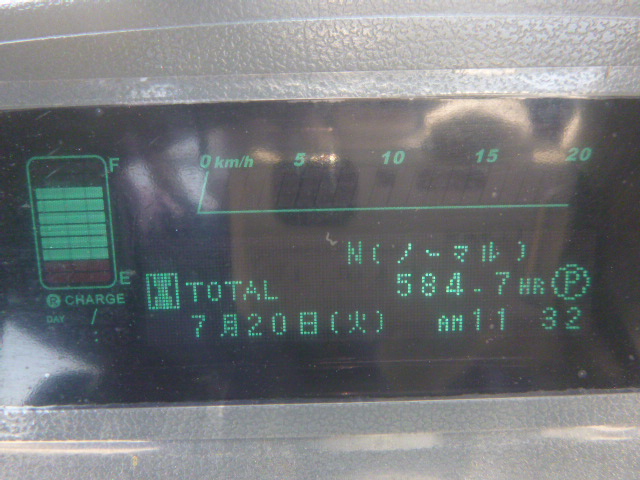 F
0 km/h 5 10 15 20
N(ノーマル)
E
TOTAL 584.7 HR P
R CHARGE
DAY /
7月20日(火) AM11 32